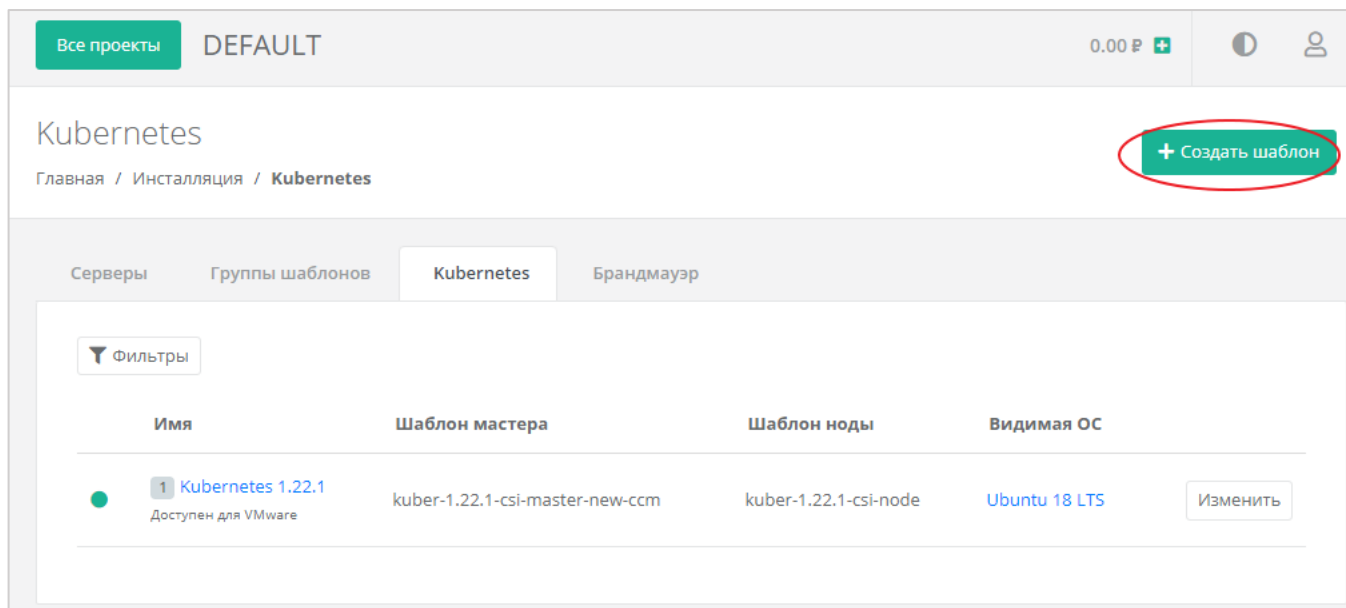 Все проекты DEFAULT 0.00 ₽
Kubernetes
+ Создать шаблон
Главная / Инсталляция / Kubernetes
Серверы Группы шаблонов Kubernetes Брандмауэр
Фильтры
Имя Шаблон мастера Шаблон ноды Видимая ОС
1 Kubernetes 1.22.1 kuber-1.22.1-csi-master-new-ccm kuber-1.22.1-csi-node Ubuntu 18 LTS Изменить
Доступен для VMware